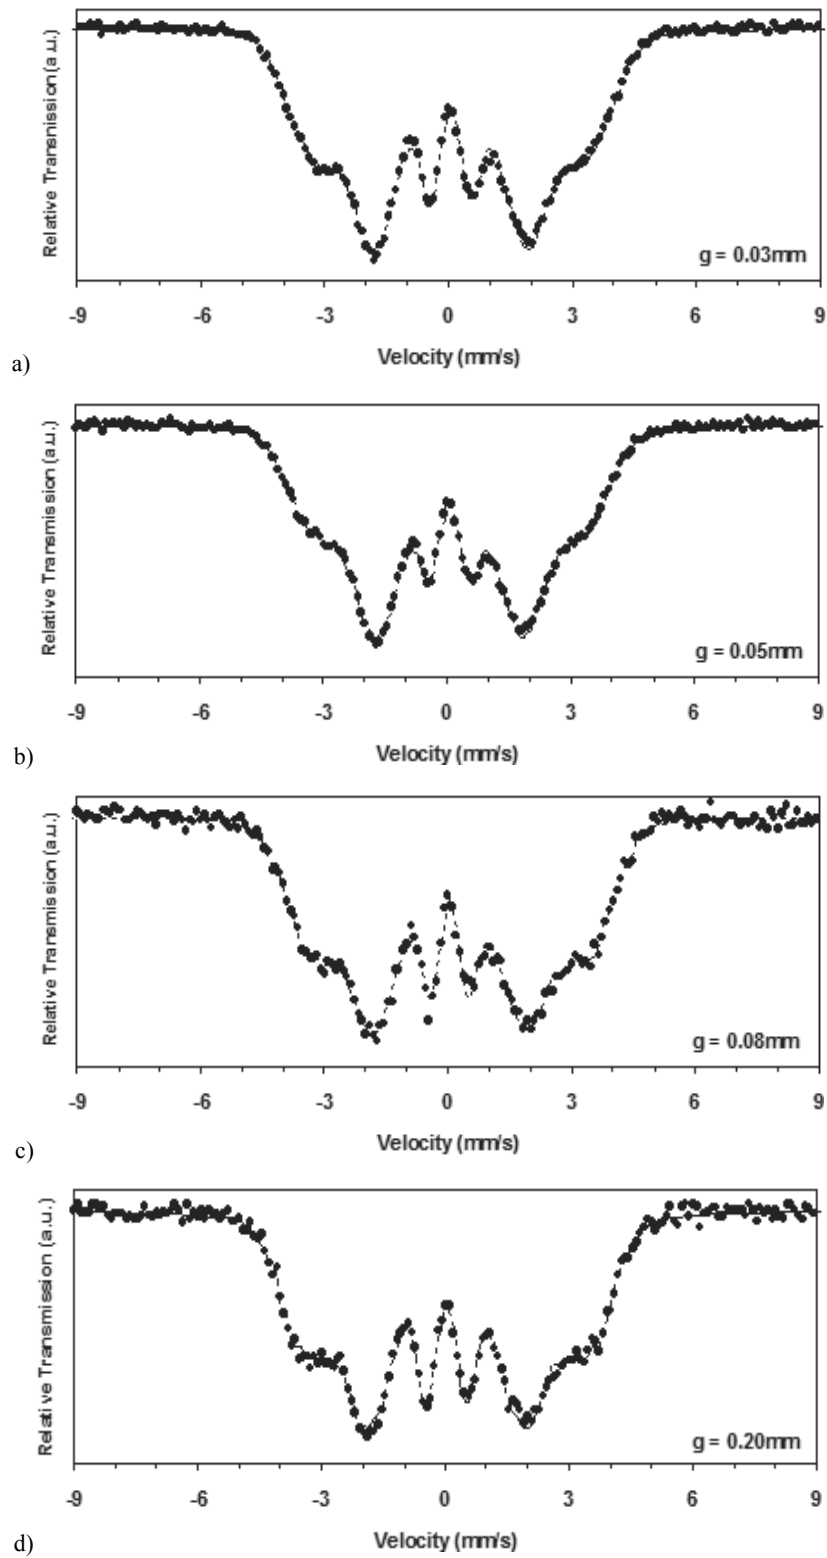 Relative Transmission (a.u.)
g = 0.03mm
-9 -6 -3 0 3 6 9
Velocity (mm/s)
a)
Relative Transmission (a.u.)
g = 0.05mm
-9 -6 -3 0 3 6 9
Velocity (mm/s)
b)
Relative Transmission (a.u.)
g = 0.08mm
-9 -6 -3 0 3 6 9
Velocity (mm/s)
c)
Relative Transmission (a.u.)
g = 0.20mm
-9 -6 -3 0 3 6 9
Velocity (mm/s)
d)